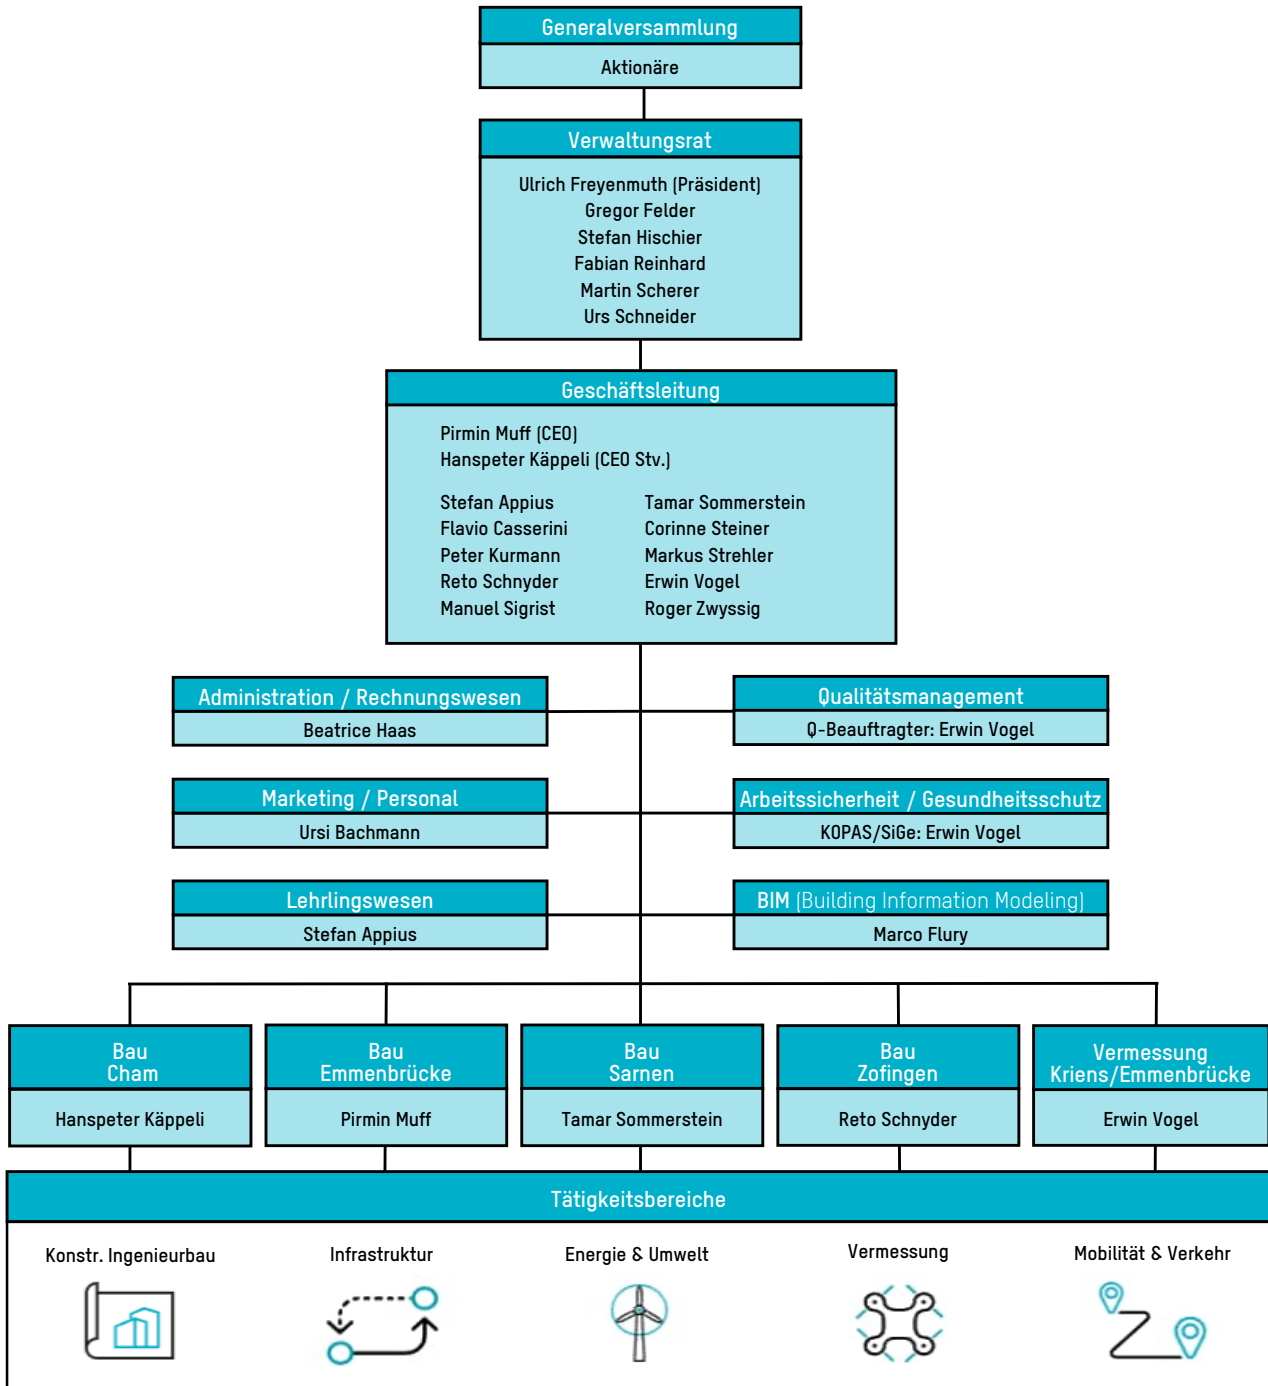 Generalversammlung
Aktionäre
Verwaltungsrat
Ulrich Freyenmuth (Präsident)
Gregor Felder
Stefan Hischier
Fabian Reinhard
Martin Scherer
Urs Schneider
Geschäftsleitung
Pirmin Muff (CEO)
Hanspeter Käppeli (CEO Stv.)
Stefan Appius
Flavio Casserini
Peter Kurmann
Reto Schnyder
Manuel Sigrist
Tamar Sommerstein
Corinne Steiner
Markus Strehler
Erwin Vogel
Roger Zwyssig
Administration / Rechnungswesen
Beatrice Haas
Qualitätsmanagement
Q-Beauftragter: Erwin Vogel
Marketing / Personal
Ursi Bachmann
Arbeitssicherheit / Gesundheitsschutz
KOPAS/SiGe: Erwin Vogel
Lehrlingswesen
Stefan Appius
BIM (Building Information Modeling)
Marco Flury
Bau
Cham
Hanspeter Käppeli
Bau
Emmenbrücke
Pirmin Muff
Bau
Sarnen
Tamar Sommerstein
Bau
Zofingen
Reto Schnyder
Vermessung
Kriens/Emmenbrücke
Erwin Vogel
Tätigkeitsbereiche
Konstr. Ingenieurbau
Infrastruktur
Energie & Umwelt
Vermessung
Mobilität & Verkehr